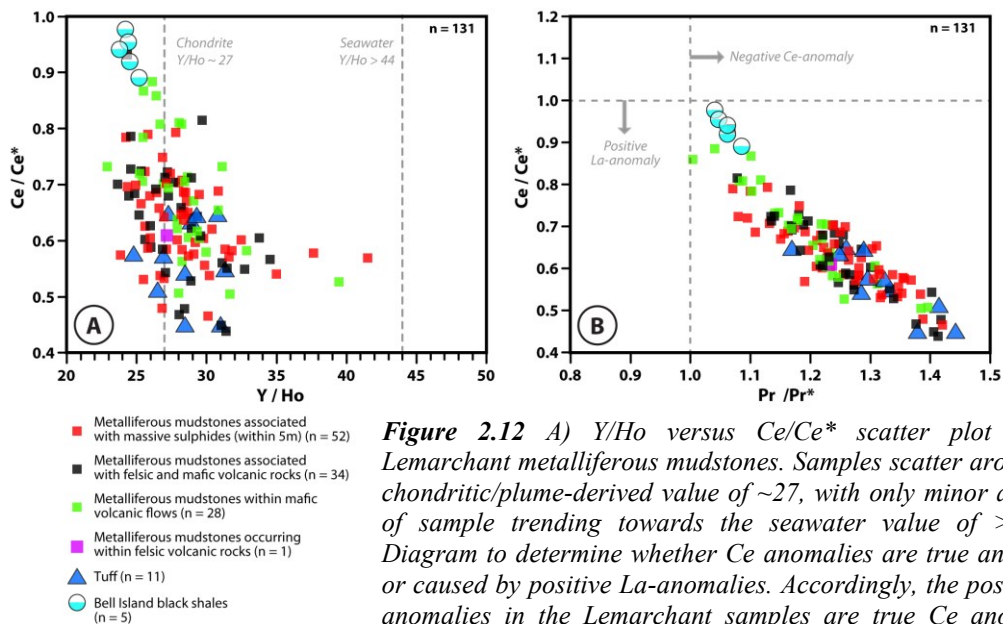 1.0
0.9
0.8
0.7
0.6
0.5
0.4
Ce / Ce*
Chondrite
Y/Ho ~ 27
Seawater
Y/Ho > 44
n = 131
A
20 25 30 35 40 45 50
Y / Ho
1.2
1.1
1.0
0.9
0.8
0.7
0.6
0.5
0.4
Ce / Ce*
n = 131
Negative Ce-anomaly
Positive
La-anomaly
B
0.8 0.9 1.0 1.1 1.2 1.3 1.4 1.5
Pr /Pr*
Metalliferous mudstones associated
with massive sulphides (within 5m) (n = 52)
Metalliferous mudstones associated
with felsic and mafic volcanic rocks (n = 34)
Metalliferous mudstones within mafic
volcanic flows (n = 28)
Metalliferous mudstones occurring
within felsic volcanic rocks (n = 1)
Tuff (n = 11)
Bell Island black shales
(n = 5)
Figure 2.12 A) Y/Ho versus Ce/Ce* scatter plot
Lemarchant metalliferous mudstones. Samples scatter aro
chondritic/plume-derived value of ~27, with only minor
of sample trending towards the seawater value of >
Diagram to determine whether Ce anomalies are true an
or caused by positive La-anomalies. Accordingly, the pos
anomalies in the Lemarchant samples are true Ce ano